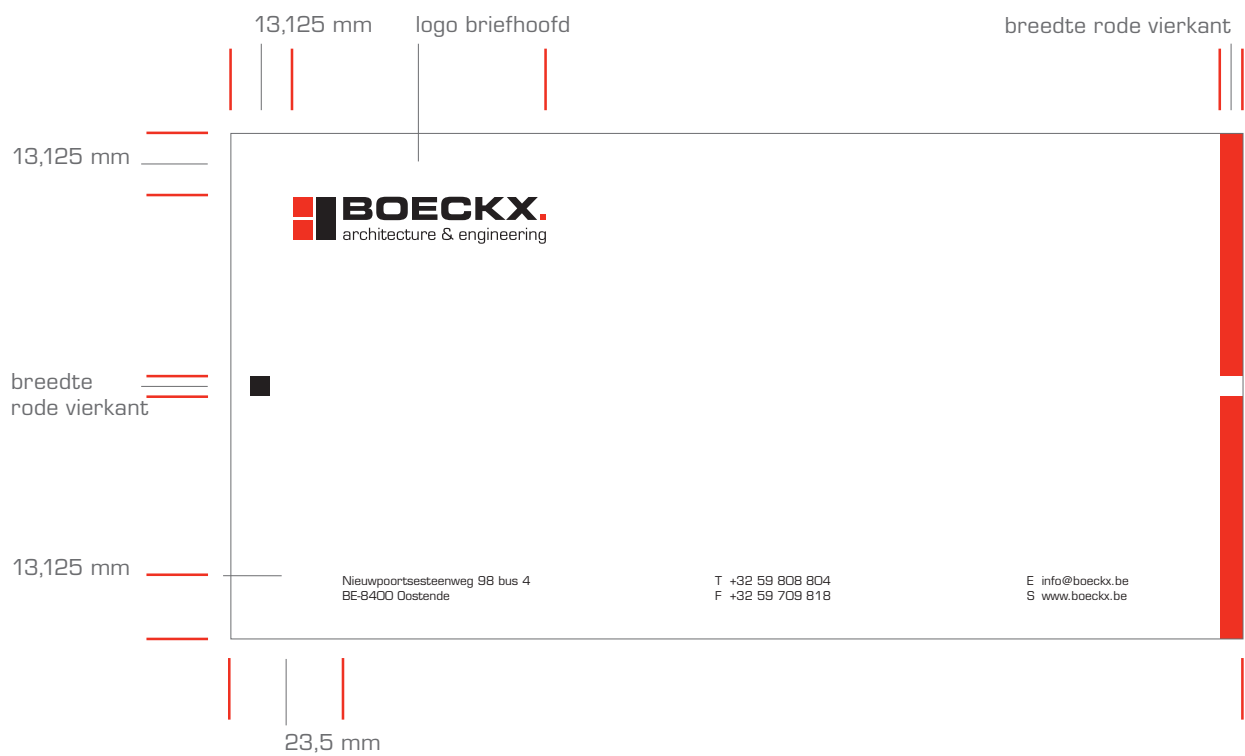 13,125 mm
logo briefhoofd
breedte rode vierkant
13,125 mm
BOECKX.
architecture & engineering
breedte
rode vierkant
13,125 mm
Nieuwpoortsesteenweg 98 bus 4
BE-8400 Oostende
T +32 59 808 804
F +32 59 709 818
E info@boeckx.be
S www.boeckx.be
23,5 mm